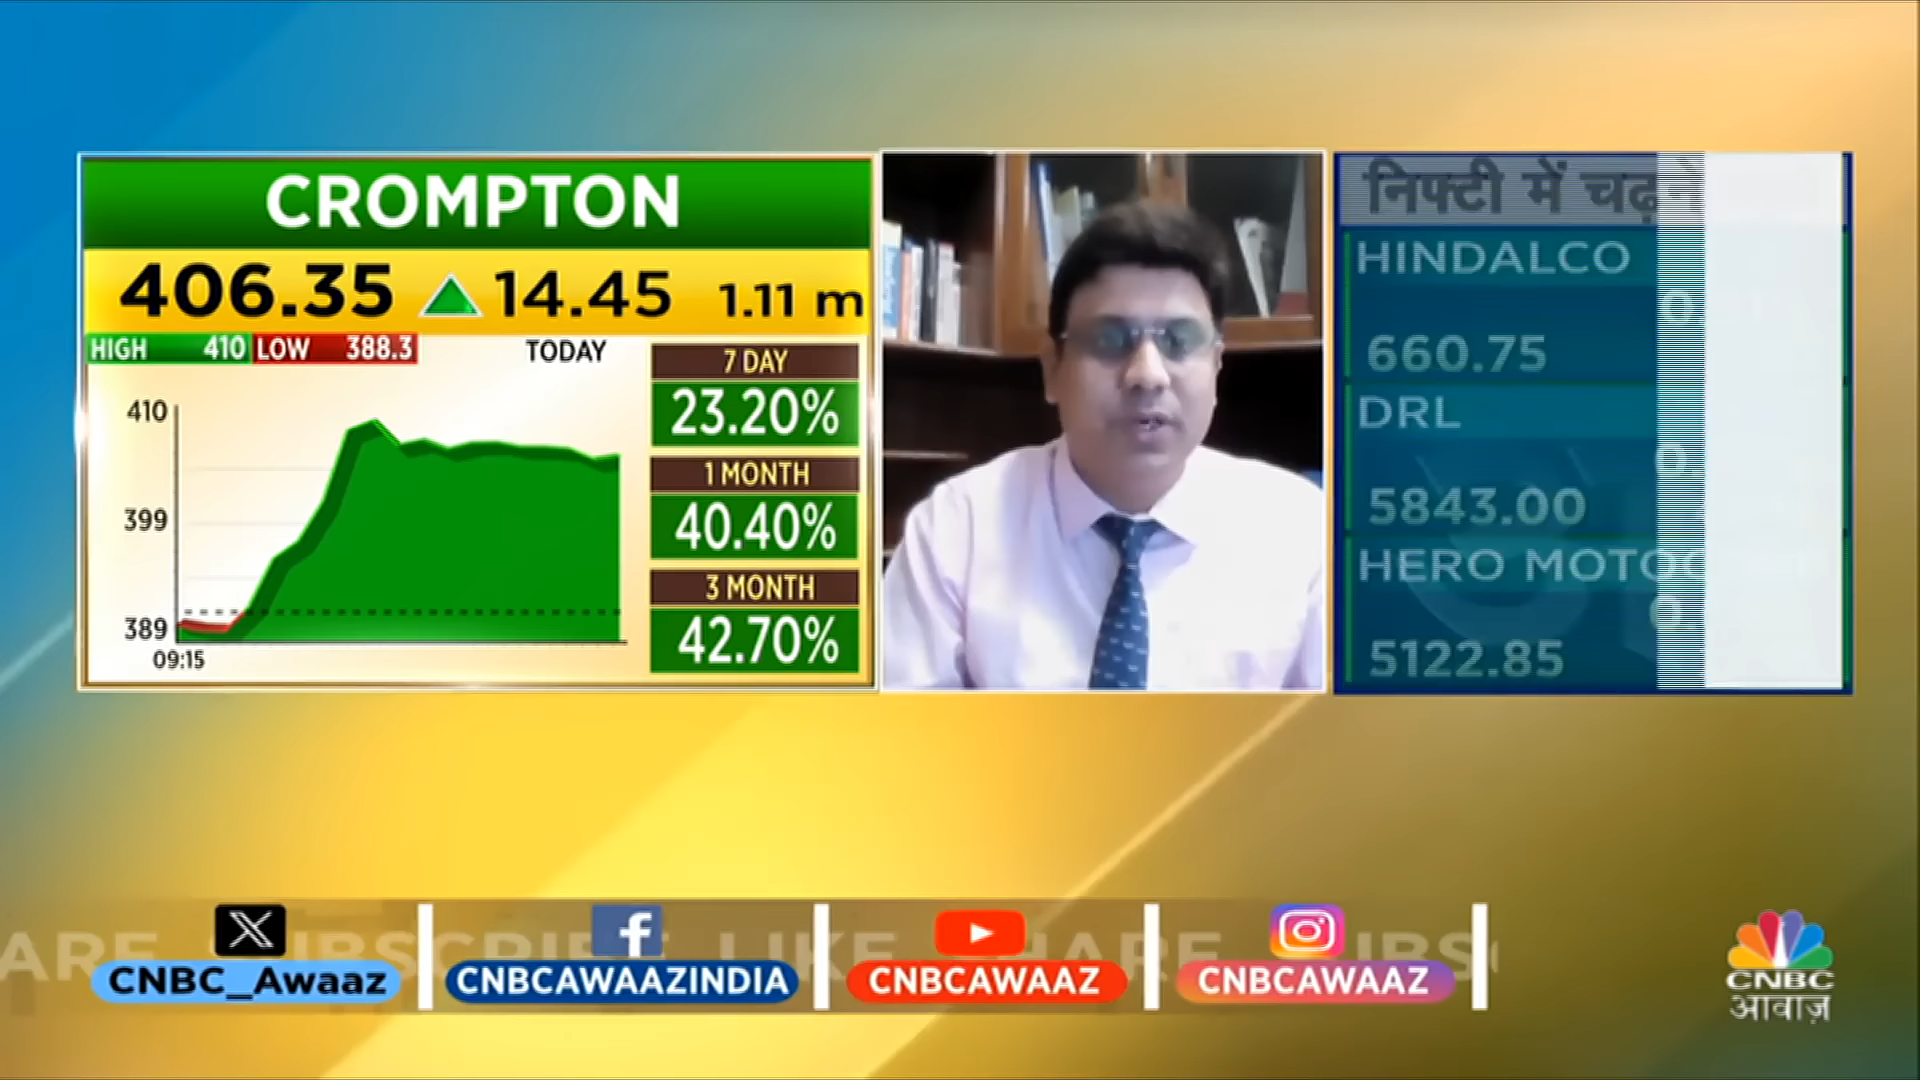 CROMPTON
406.35 ▲ 14.45 1.11 m
HIGH 410 LOW 388.3 TODAY
410
399
389
09:15
7 DAY
23.20%
1 MONTH
40.40%
3 MONTH
42.70%
निफ्टी में
HINDALCO
660.75
DRL
5843.00
HERO
5122.85
LIKE
CNBC_Awaaz
CNBCAWAAZINDIA
CNBCAWAAZ
CNBCAWAAZ
CNBC
आवाज़